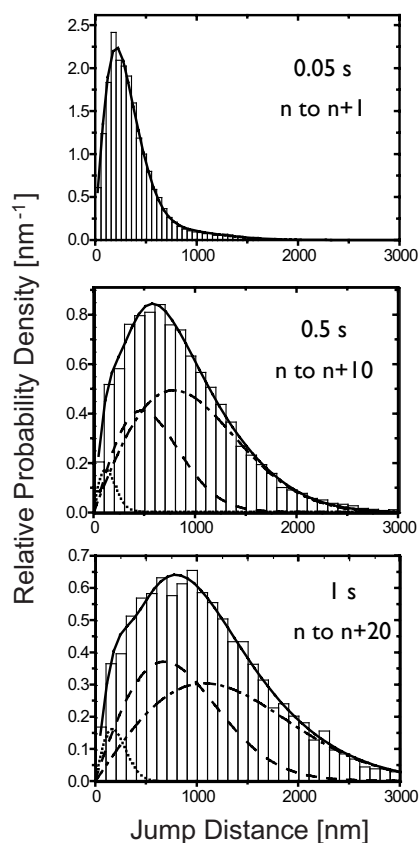 Relative Probability Density [nm⁻¹]
2.5
2.0
1.5
1.0
0.5
0.0
0.05 s
n to n+1
0 1000 2000 3000
0.8
0.6
0.4
0.2
0.0
0.5 s
n to n+10
0 1000 2000 3000
0.7
0.6
0.5
0.4
0.3
0.2
0.1
0.0
1 s
n to n+20
0 1000 2000 3000
Jump Distance [nm]